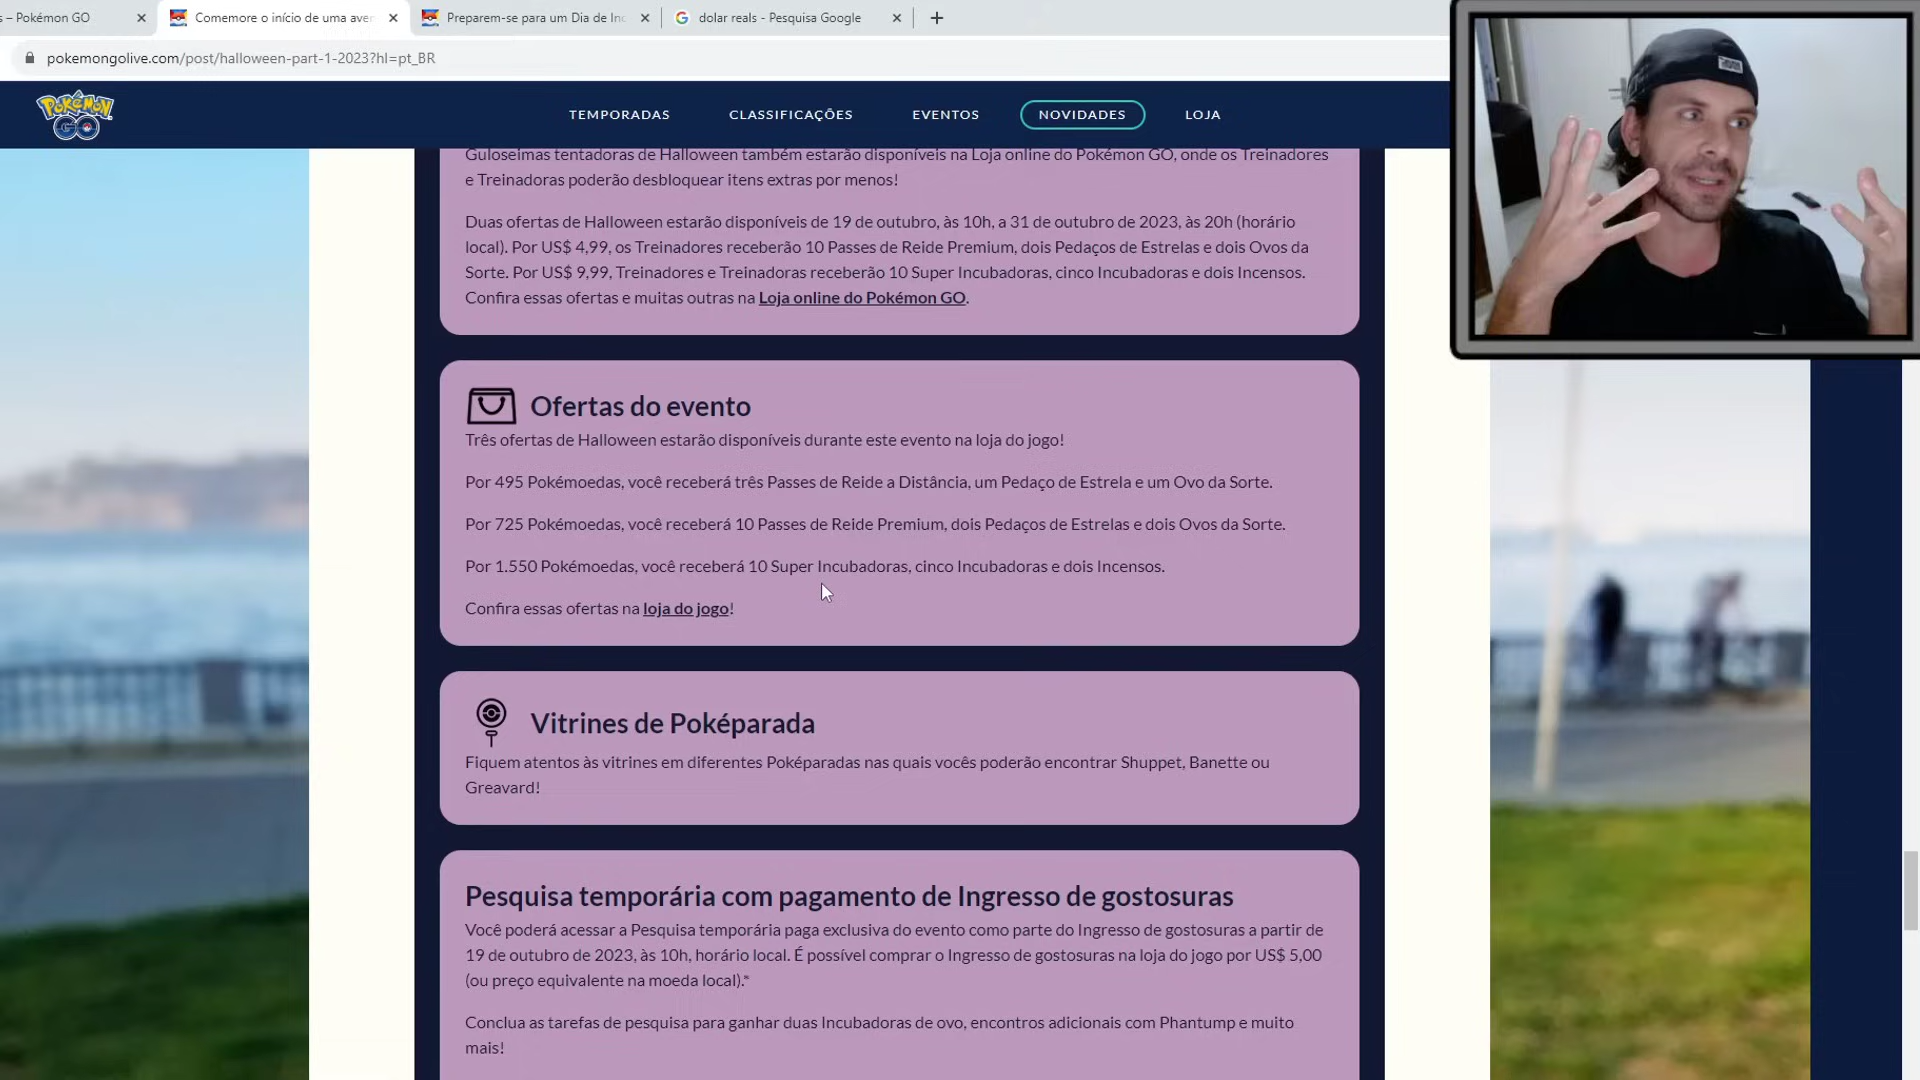 s – Pokémon GO
Comemore o início de uma aven
Preparem-se para um Dia de Inc
dolar reals - Pesquisa Google
pokemongolive.com/post/halloween-part-1-2023?hl=pt_BR
POKÉMON GO
TEMPORADAS
CLASSIFICAÇÕES
EVENTOS
NOVIDADES
LOJA
Guloseimas tentadoras de Halloween também estarão disponíveis na Loja online do Pokémon GO, onde os Treinadores
e Treinadoras poderão desbloquear itens extras por menos!
Duas ofertas de Halloween estarão disponíveis de 19 de outubro, às 10h, a 31 de outubro de 2023, às 20h (horário
local). Por US$ 4,99, os Treinadores receberão 10 Passes de Reide Premium, dois Pedaços de Estrelas e dois Ovos da
Sorte. Por US$ 9,99, Treinadores e Treinadoras receberão 10 Super Incubadoras, cinco Incubadoras e dois Incensos.
Confira essas ofertas e muitas outras na Loja online do Pokémon GO.
Ofertas do evento
Três ofertas de Halloween estarão disponíveis durante este evento na loja do jogo!
Por 495 Pokémoedas, você receberá três Passes de Reide a Distância, um Pedaço de Estrela e um Ovo da Sorte.
Por 725 Pokémoedas, você receberá 10 Passes de Reide Premium, dois Pedaços de Estrelas e dois Ovos da Sorte.
Por 1.550 Pokémoedas, você receberá 10 Super Incubadoras, cinco Incubadoras e dois Incensos.
Confira essas ofertas na loja do jogo!
Vitrines de Poképarada
Fiquem atentos às vitrines em diferentes Poképaradas nas quais vocês poderão encontrar Shuppet, Banette ou
Greavard!
Pesquisa temporária com pagamento de Ingresso de gostosuras
Você poderá acessar a Pesquisa temporária paga exclusiva do evento como parte do Ingresso de gostosuras a partir de
19 de outubro de 2023, às 10h, horário local. É possível comprar o Ingresso de gostosuras na loja do jogo por US$ 5,00
(ou preço equivalente na moeda local).*
Conclua as tarefas de pesquisa para ganhar duas Incubadoras de ovo, encontros adicionais com Phantump e muito
mais!